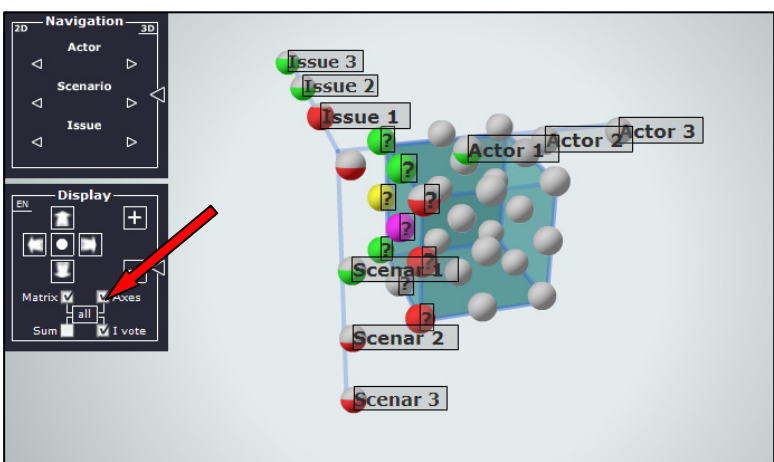 Navigation
2D 3D
Actor
Scenario
Issue
Display
EN
+
Matrix Axes
all
Sum I vote
Issue 3
Issue 2
Issue 1
Actor 3
Actor 2
Actor 1
?
?
? ?
?
? ?
Scenar 1
?
?
Scenar 2
Scenar 3